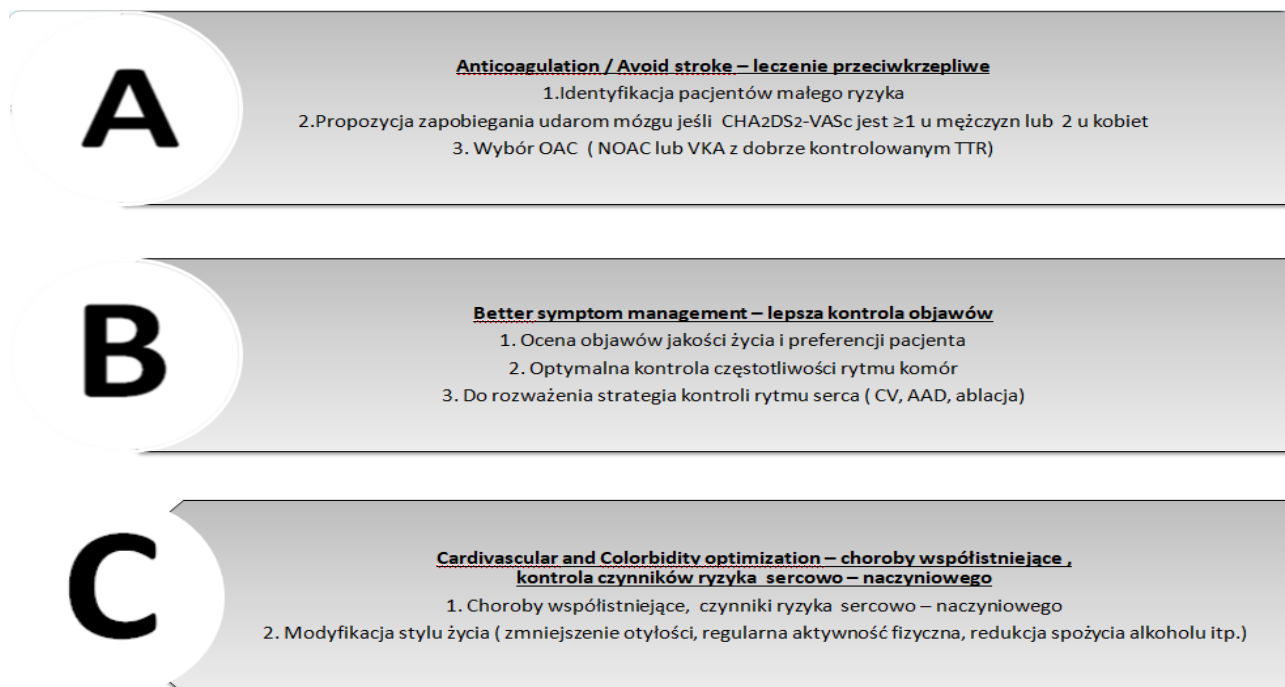 A
Anticoagulation / Avoid stroke – leczenie przeciwkrzepliwe
1.Identyfikacja pacjentów małego ryzyka
2.Propozycja zapobiegania udarom mózgu jeśli CHA2DS2-VASc jest ≥1 u mężczyzn lub 2 u kobiet
3. Wybór OAC ( NOAC lub VKA z dobrze kontrolowanym TTR)
B
Better symptom management – lepsza kontrola objawów
1. Ocena objawów jakości życia i preferencji pacjenta
2. Optymalna kontrola częstotliwości rytmu komór
3. Do rozważenia strategia kontroli rytmu serca ( CV, AAD, ablacja)
C
Cardivascular and Colorbidity optimization – choroby współistniejące ,
kontrola czynników ryzyka sercowo – naczyniowego
1. Choroby współistniejące, czynniki ryzyka sercowo – naczyniowego
2. Modyfikacja stylu życia ( zmniejszenie otyłości, regularna aktywność fizyczna, redukcja spożycia alkoholu itp.)